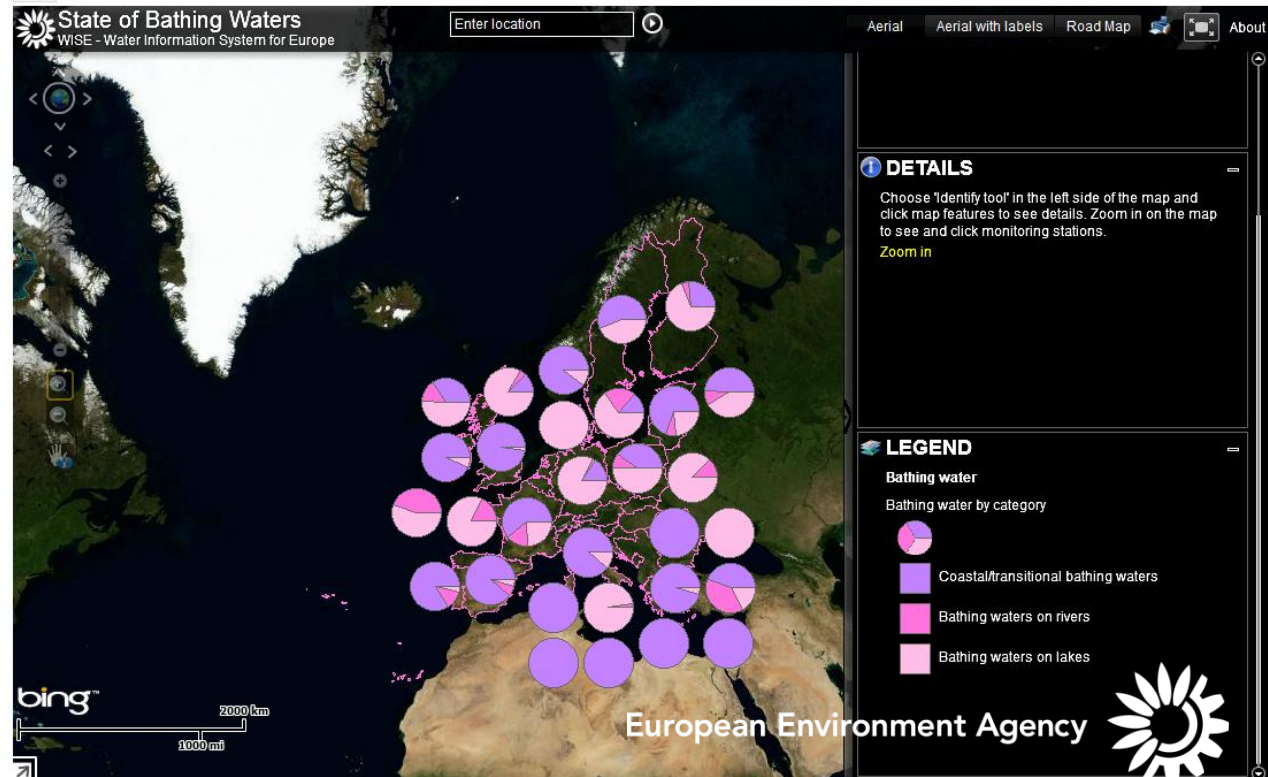 State of Bathing Waters
WISE - Water Information System for Europe
Enter location
Aerial
Aerial with labels
Road Map
About
DETAILS
Choose 'Identify tool' in the left side of the map and
click map features to see details. Zoom in on the map
to see and click monitoring stations.
Zoom in
LEGEND
Bathing water
Bathing water by category
Coastal/transitional bathing waters
Bathing waters on rivers
Bathing waters on lakes
bing™
2000 km
1000 mi
European Environment Agency